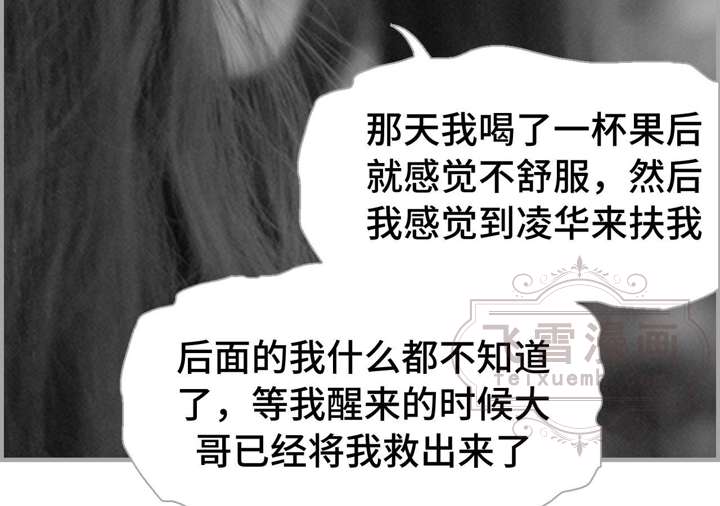 那天我喝了一杯果后
就感觉不舒服，然后
我感觉到凌华来扶我
飞雪漫画
后面的我什么都不知道
了，等我醒来的时候大
哥已经将我救出来了